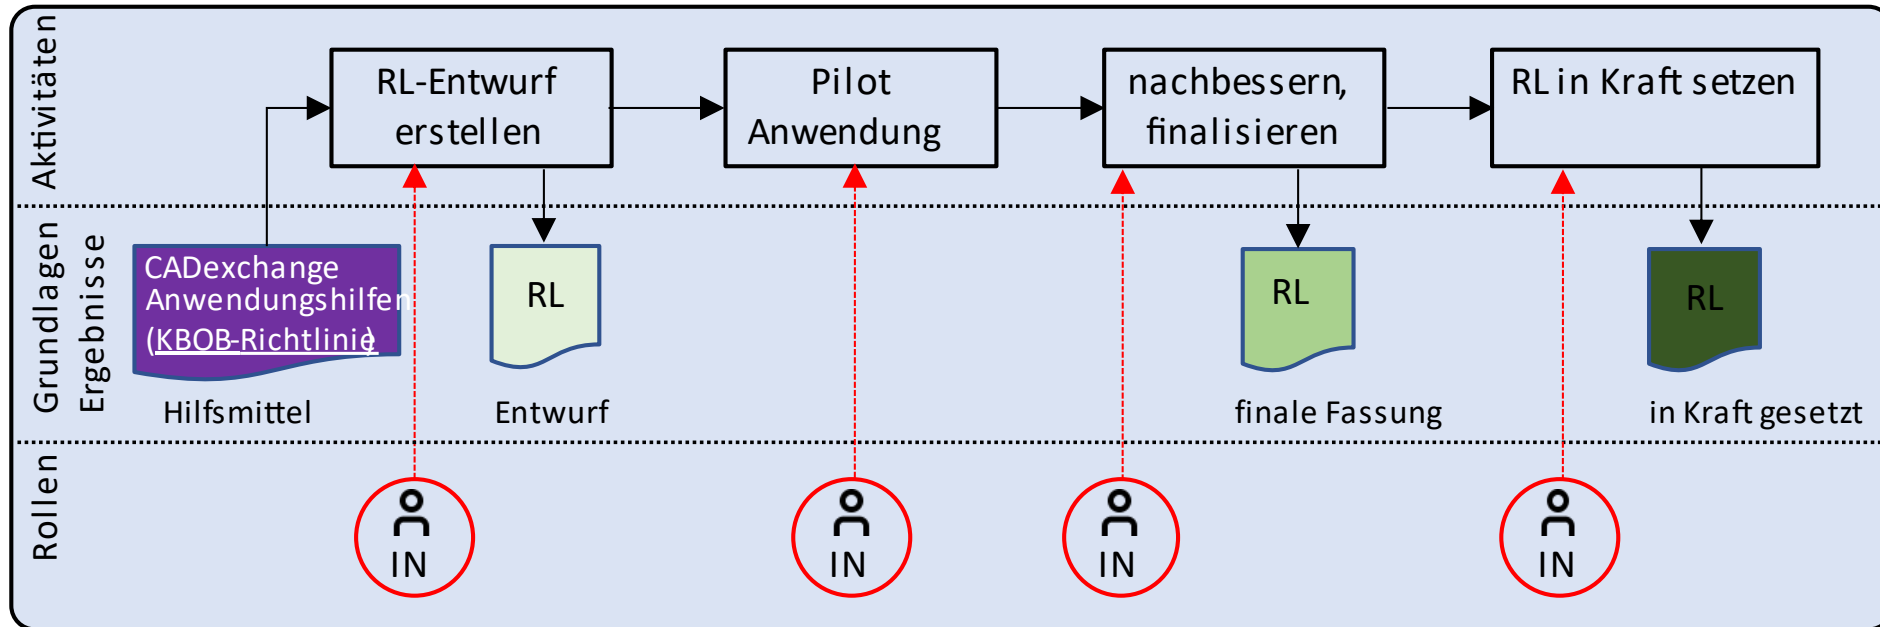 Aktivitäten
RL-Entwurf
erstellen
Pilot
Anwendung
nachbessern,
finalisieren
RL in Kraft setzen
Grundlagen
Ergebnisse
CADexchange
Anwendungshilfen
(KBOB-Richtlinie)
RL
RL
RL
Hilfsmittel
Entwurf
finale Fassung
in Kraft gesetzt
Rollen
IN
IN
IN
IN